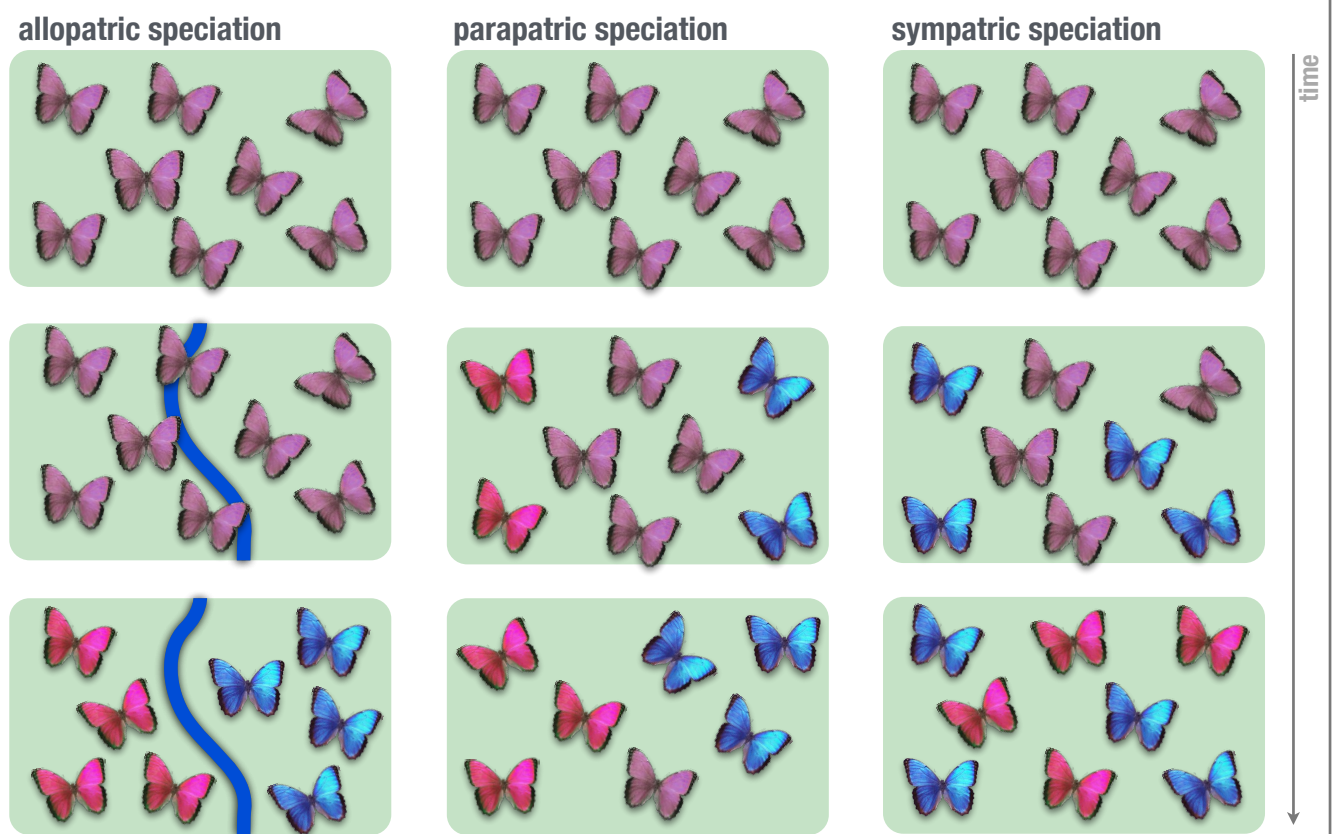 allopatric speciation
parapatric speciation
sympatric speciation
time